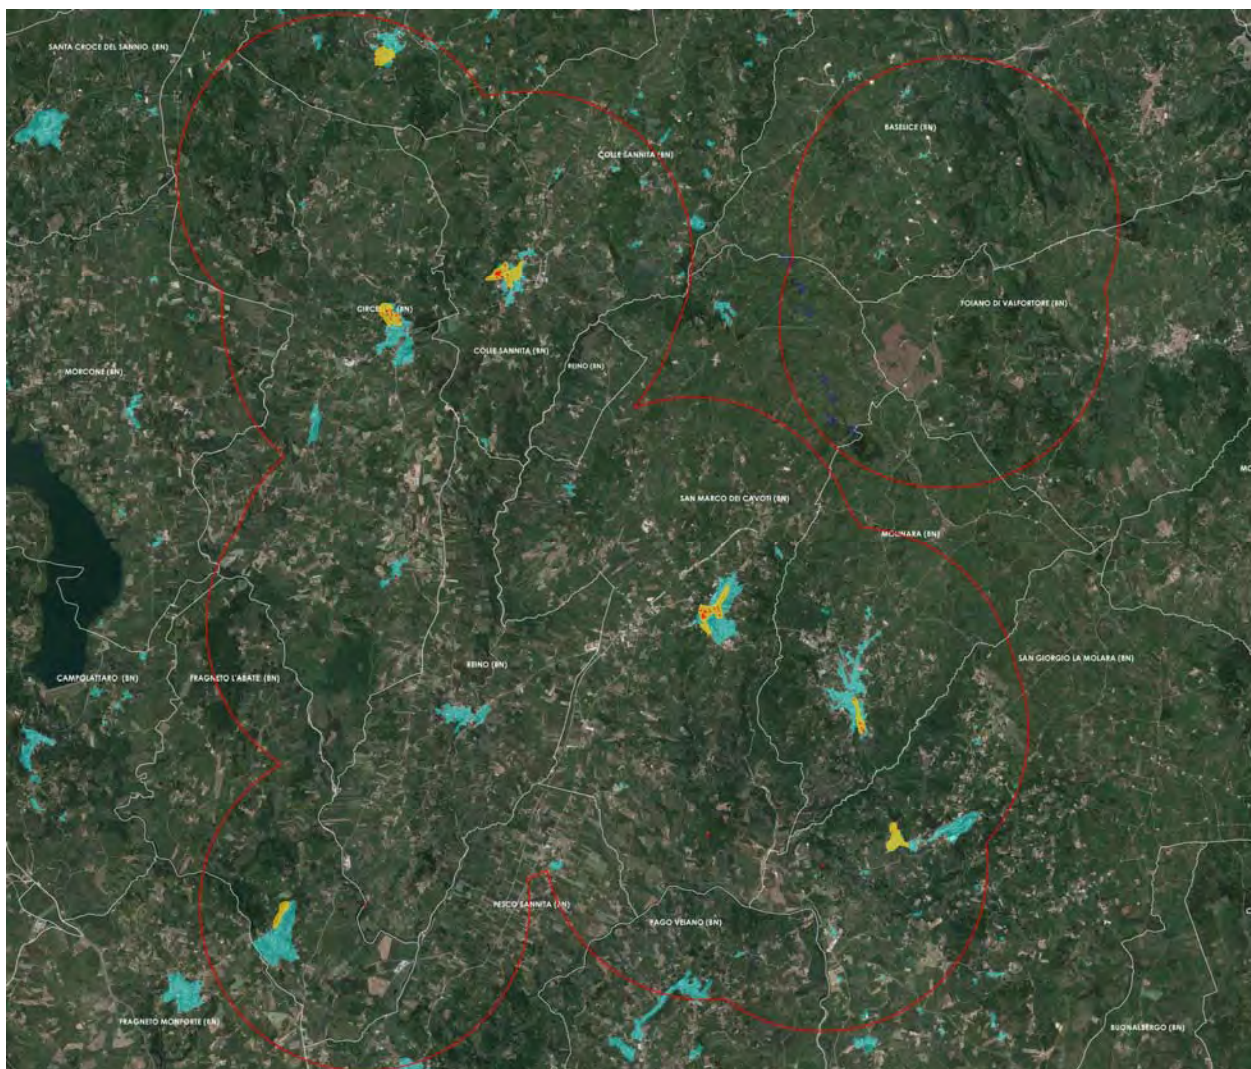 SANTA CROCE DEL SANNIO (BN)
BASELICE (BN)
COLLE SANNITA (BN)
FOIANO DI VALFORTORE (BN)
CIRCELLO (BN)
COLLE SANNITA (BN)
REINO (BN)
MORCONE (BN)
SAN MARCO DEI CAVOTI (BN)
MOLINARA (BN)
SAN GIORGIO LA MOLARA (BN)
REINO (BN)
CAMPOLATTARO (BN)
FRAGNETO L'ABATE (BN)
PESCO SANNITA (BN)
PAGO VEIANO (BN)
FRAGNETO MONFORTE (BN)
BUONALBERGO (BN)